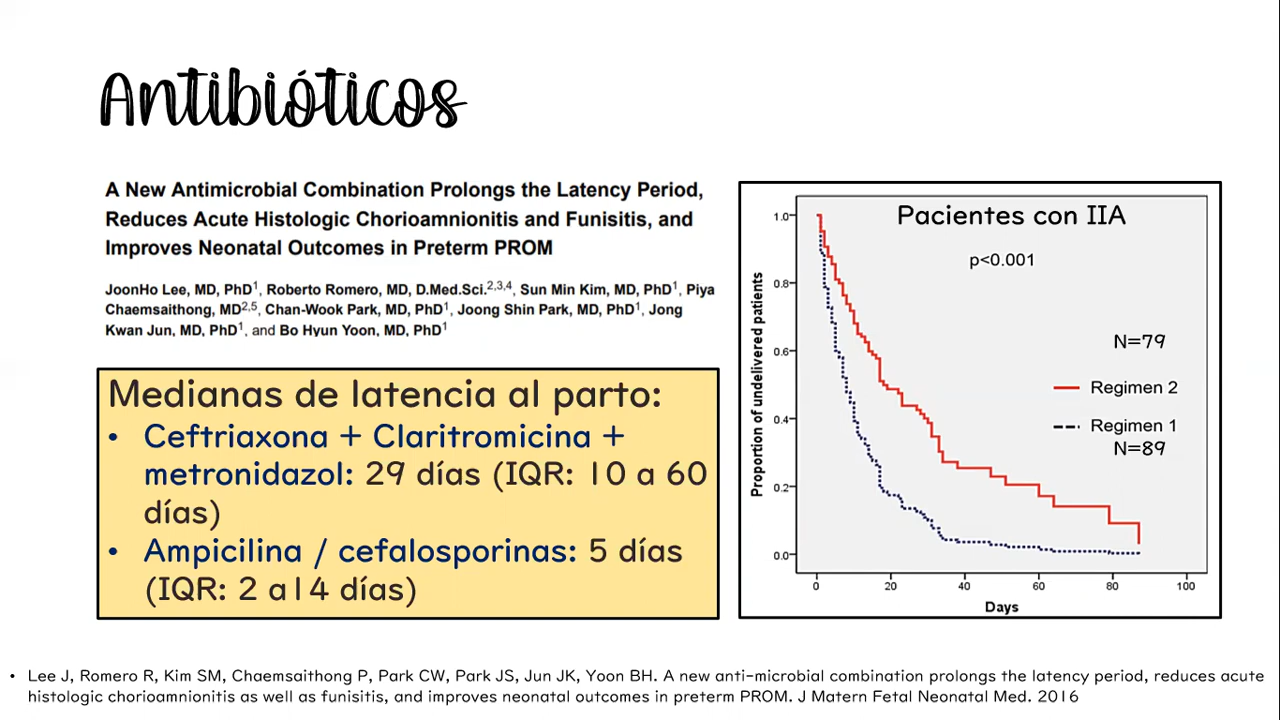 Antibióticos
A New Antimicrobial Combination Prolongs the Latency Period,
Reduces Acute Histologic Chorioamnionitis and Funisitis, and
Improves Neonatal Outcomes in Preterm PROM
JoonHo Lee, MD, PhD1, Roberto Romero, MD, D.Med.Sci.2,3,4, Sun Min Kim, MD, PhD1, Piya
Chaemsaithong, MD2,5, Chan-Wook Park, MD, PhD1, Joong Shin Park, MD, PhD1, Jong
Kwan Jun, MD, PhD1, and Bo Hyun Yoon, MD, PhD1
Medianas de latencia al parto:
• Ceftriaxona + Claritromicina +
metronidazol: 29 días (IQR: 10 a 60
días)
• Ampicilina / cefalosporinas: 5 días
(IQR: 2 a14 días)
Pacientes con IIA
p<0.001
N=79
Regimen 2
Regimen 1
N=89
Proportion of undelivered patients
1.0
0.8
0.6
0.4
0.2
0.0
0 20 40 60 80 100
Days
• Lee J, Romero R, Kim SM, Chaemsaithong P, Park CW, Park JS, Jun JK, Yoon BH. A new anti-microbial combination prolongs the latency period, reduces acute
histologic chorioamnionitis as well as funisitis, and improves neonatal outcomes in preterm PROM. J Matern Fetal Neonatal Med. 2016